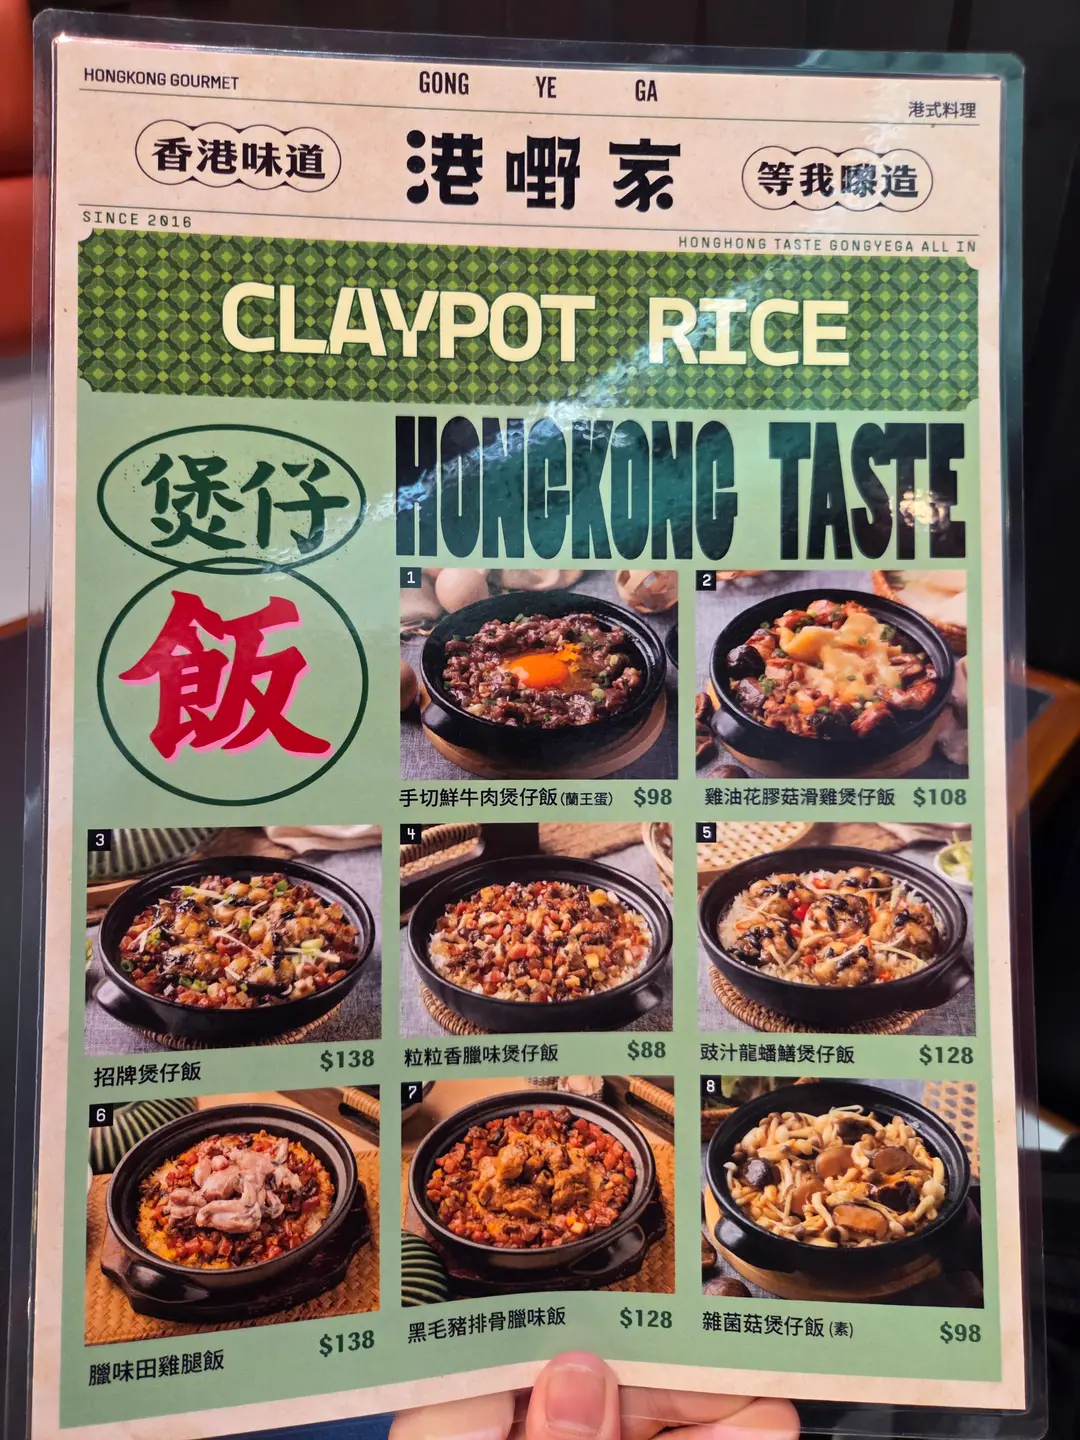 HONGKONG GOURMET
GONG YE GA
港式料理
香港味道
港嘢家
等我嚟造
SINCE 2016
HONGHONG TASTE GONGYEGA ALL IN
CLAYPOT RICE
煲仔
飯
HONGKONG TASTE
1
2
手切鮮牛肉煲仔飯(蘭王蛋) $98
雞油花膠菇滑雞煲仔飯 $108
3
4
5
招牌煲仔飯 $138
粒粒香臘味煲仔飯 $88
豉汁龍蟠鱔煲仔飯 $128
6
7
8
臘味田雞腿飯 $138
黑毛豬排骨臘味飯 $128
雜菌菇煲仔飯(素) $98